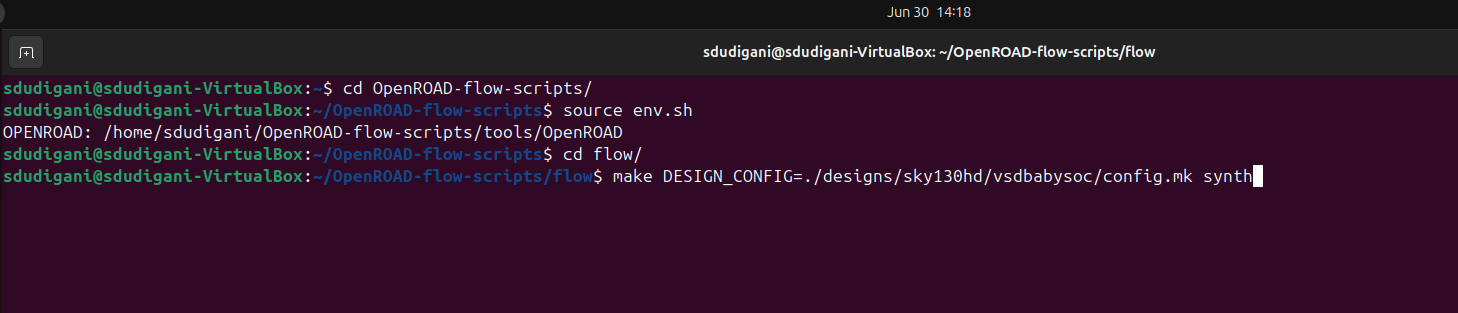 Jun 30 14:18
sdudigani@sdudigani-VirtualBox: ~/OpenROAD-flow-scripts/flow
sdudigani@sdudigani-VirtualBox:~$ cd OpenROAD-flow-scripts/
sdudigani@sdudigani-VirtualBox:~/OpenROAD-flow-scripts$ source env.sh
OPENROAD: /home/sdudigani/OpenROAD-flow-scripts/tools/OpenROAD
sdudigani@sdudigani-VirtualBox:~/OpenROAD-flow-scripts$ cd flow/
sdudigani@sdudigani-VirtualBox:~/OpenROAD-flow-scripts/flow$ make DESIGN_CONFIG=./designs/sky130hd/vsdbabysoc/config.mk synth